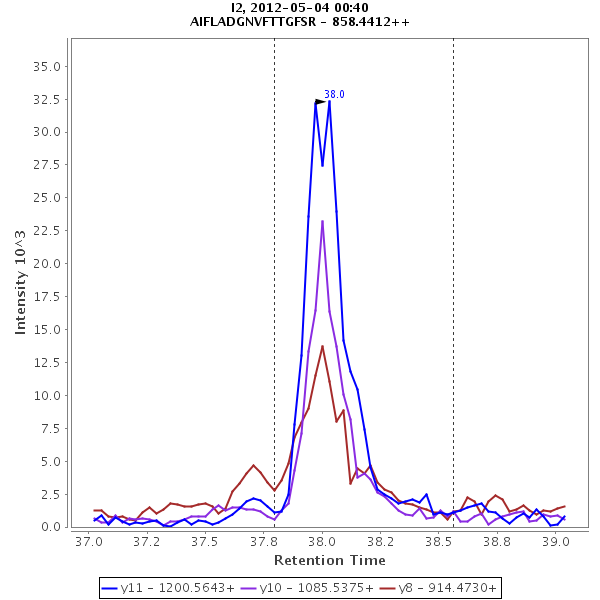 I2, 2012-05-04 00:40
AIFLADGNVFTTGFSR - 858.4412++
38.0
35.0
32.5
30.0
27.5
25.0
22.5
20.0
17.5
15.0
12.5
10.0
7.5
5.0
2.5
0.0
Intensity 10^3
37.0 37.2 37.5 37.8 38.0 38.2 38.5 38.8 39.0
Retention Time
y11 - 1200.5643+ y10 - 1085.5375+ y8 - 914.4730+